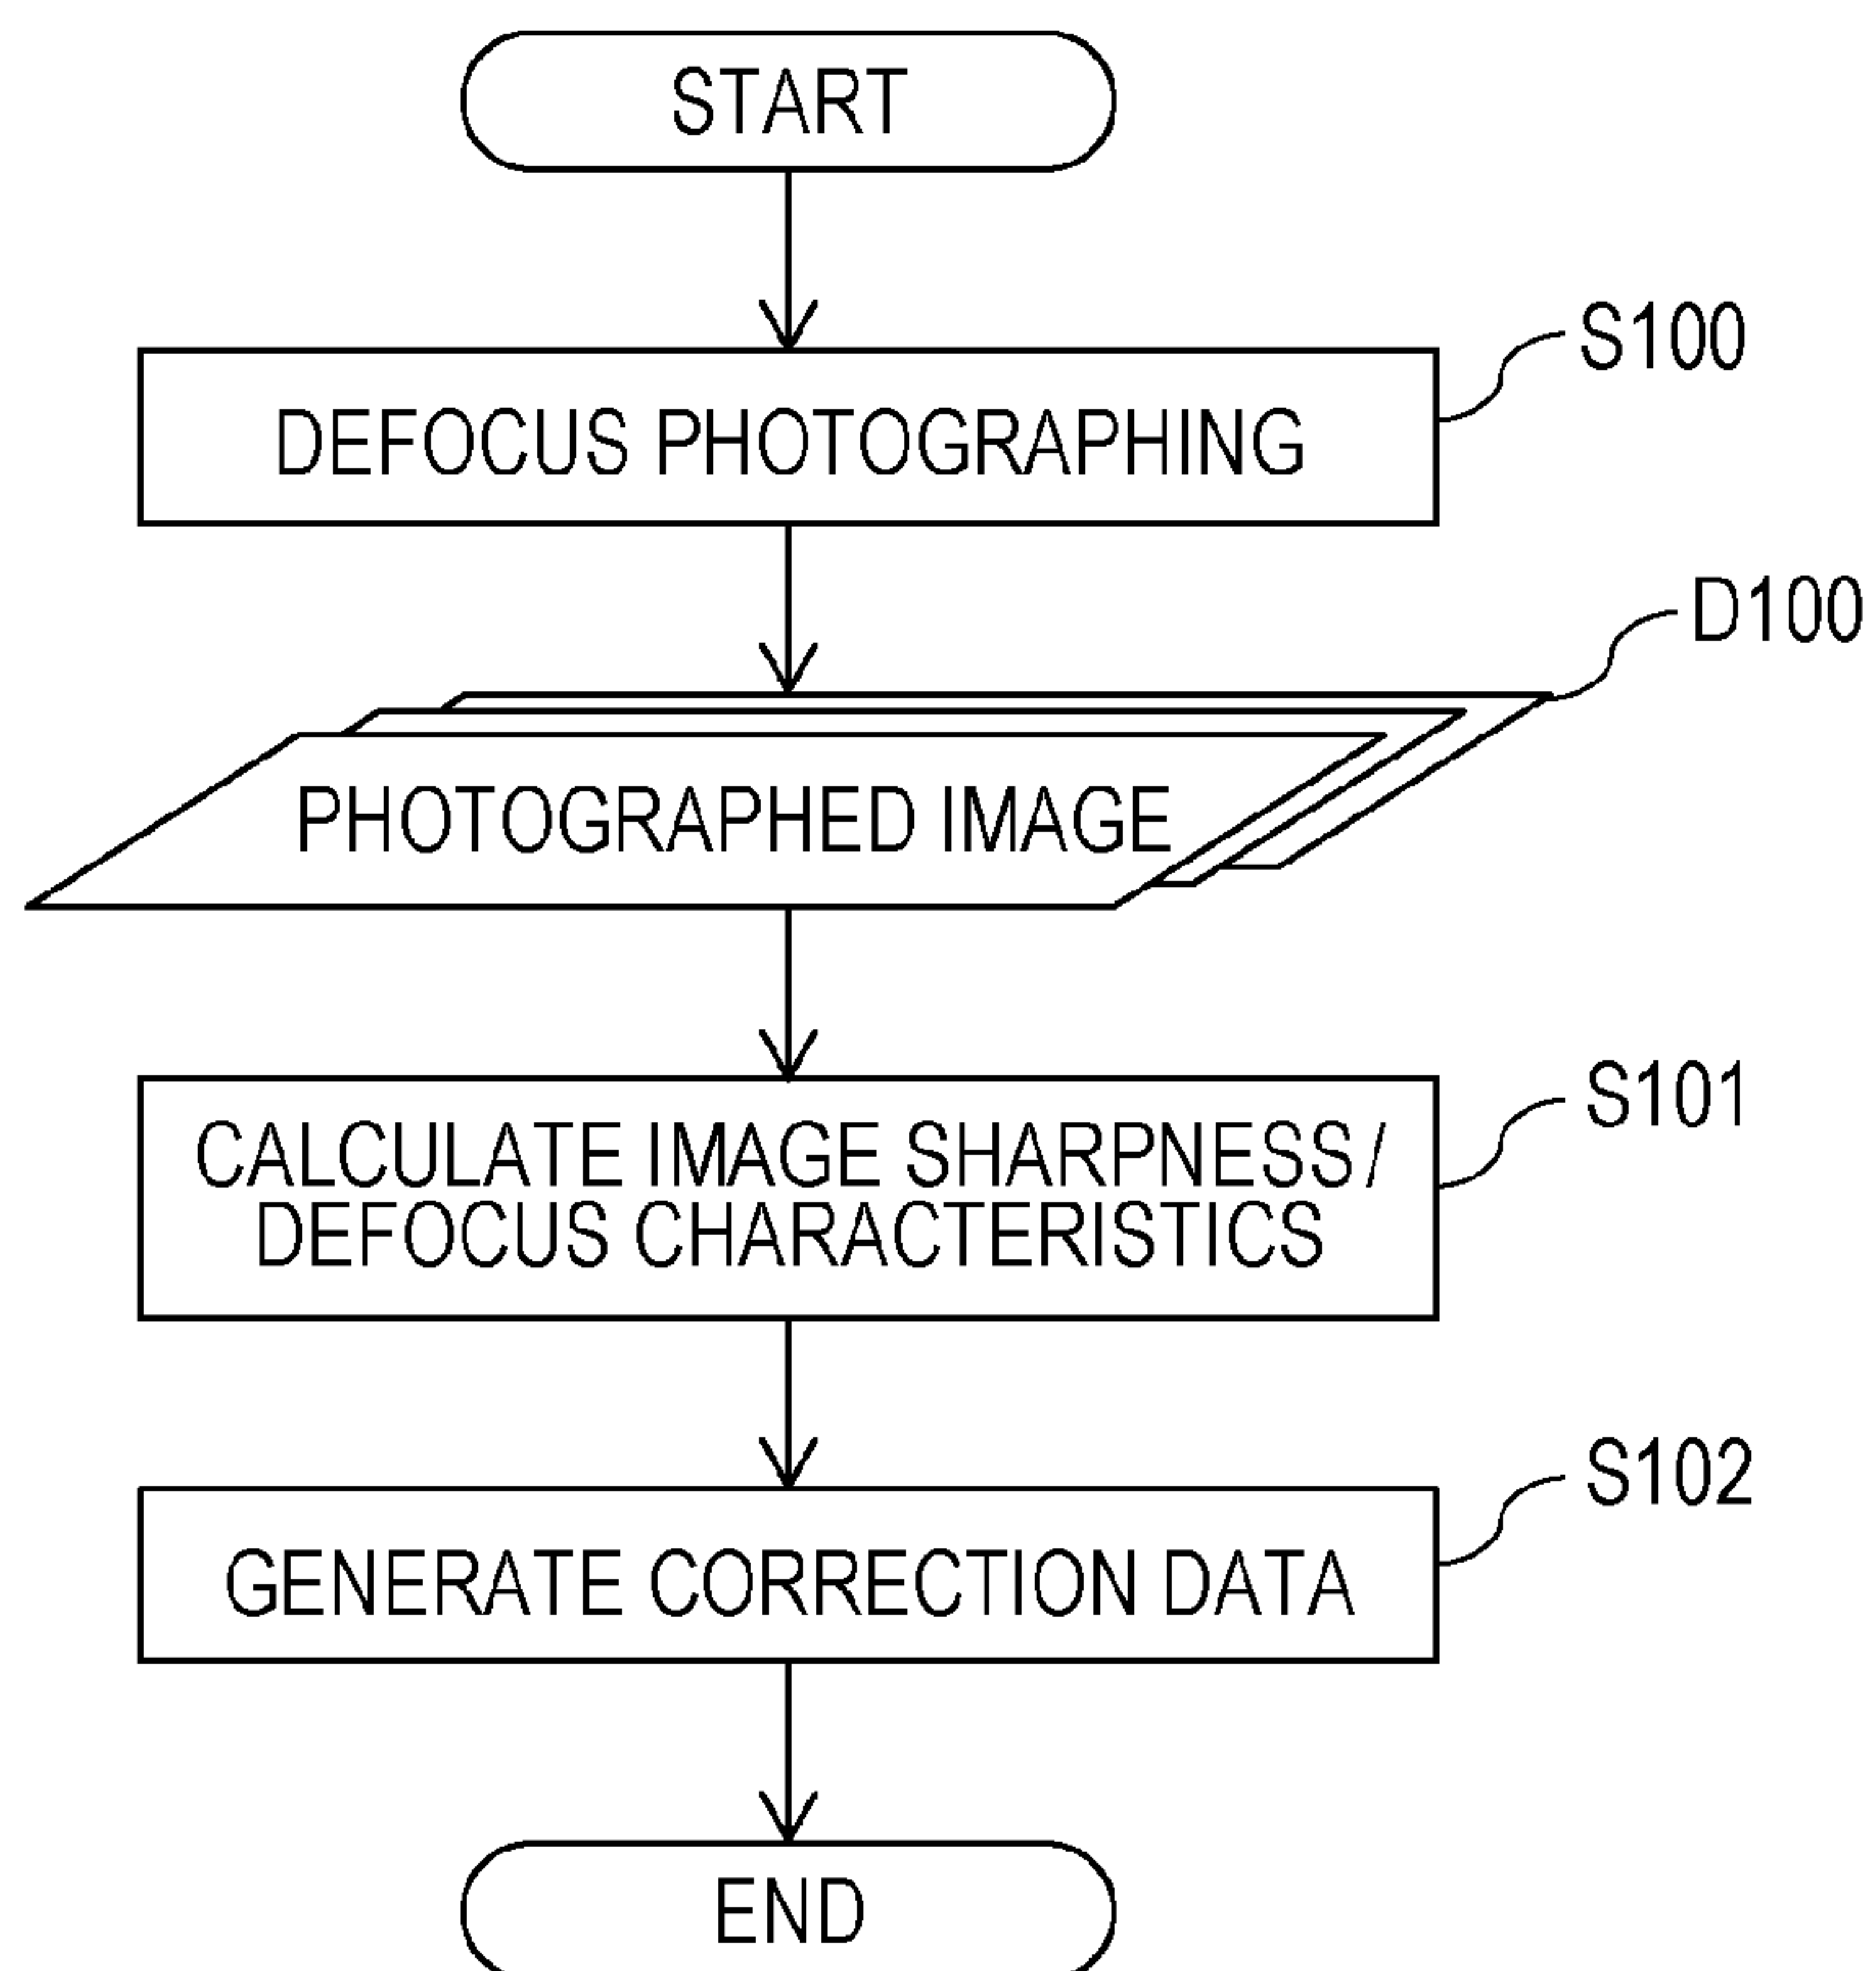 START
S100
DEFOCUS PHOTOGRAPHING
D100
PHOTOGRAPHED IMAGE
S101
CALCULATE IMAGE SHARPNESS/
DEFOCUS CHARACTERISTICS
S102
GENERATE CORRECTION DATA
END